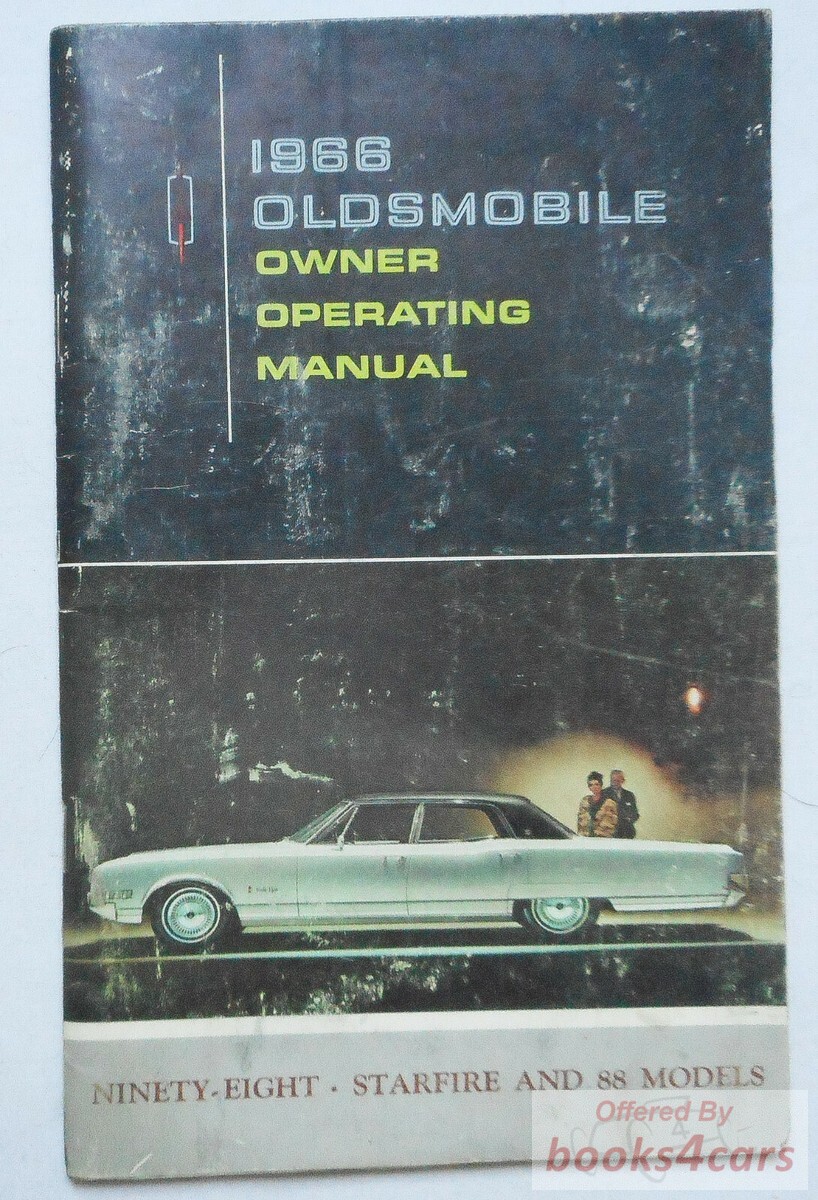 1966
OLDSMOBILE
OWNER
OPERATING
MANUAL
NINETY-EIGHT · STARFIRE AND 88 MODELS
Offered By
books4cars